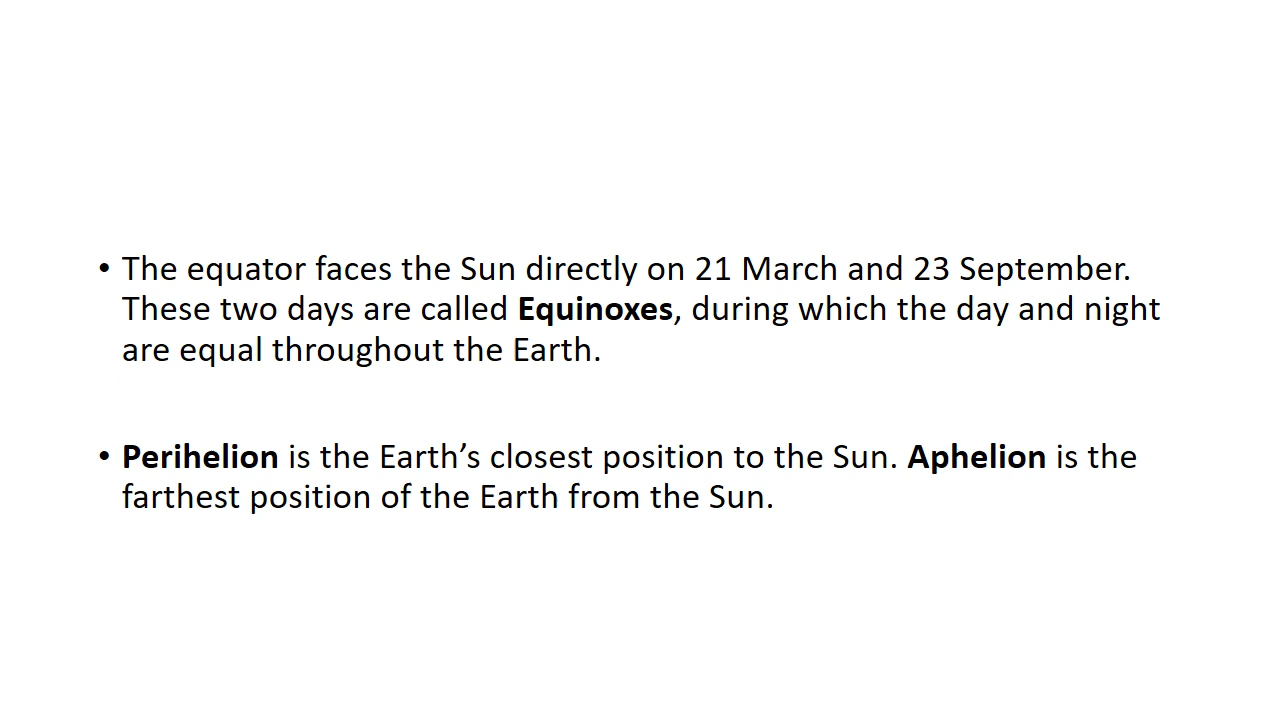 • The equator faces the Sun directly on 21 March and 23 September.
These two days are called Equinoxes, during which the day and night
are equal throughout the Earth.
• Perihelion is the Earth’s closest position to the Sun. Aphelion is the
farthest position of the Earth from the Sun.